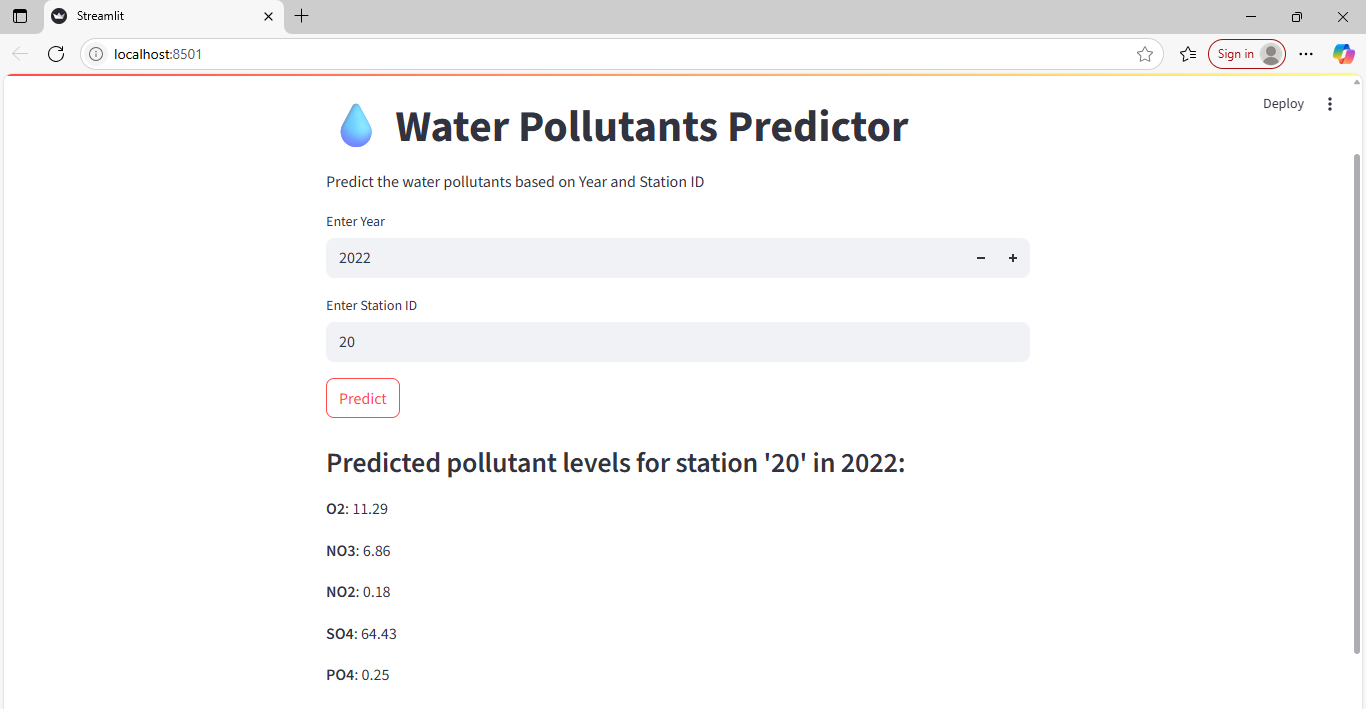 Streamlit
localhost:8501
Sign in
Deploy
Water Pollutants Predictor
Predict the water pollutants based on Year and Station ID
Enter Year
2022
Enter Station ID
20
Predict
Predicted pollutant levels for station '20' in 2022:
O2: 11.29
NO3: 6.86
NO2: 0.18
SO4: 64.43
PO4: 0.25